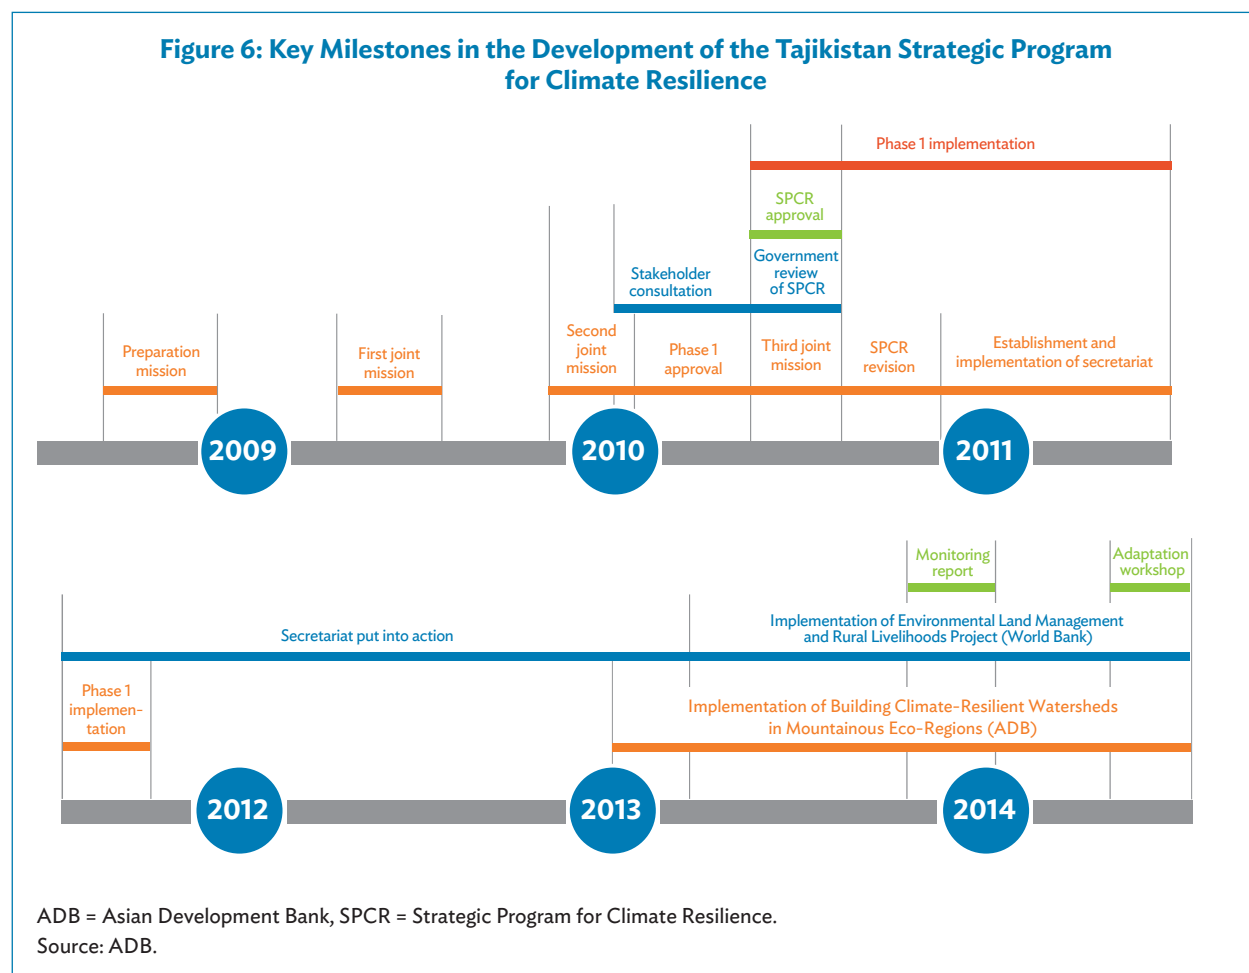 Figure 6: Key Milestones in the Development of the Tajikistan Strategic Program
for Climate Resilience
Phase 1 implementation
SPCR
approval
Stakeholder
consultation
Government
review
of SPCR
Preparation
mission
First joint
mission
Second
joint
mission
Phase 1
approval
Third joint
mission
SPCR
revision
Establishment and
implementation of secretariat
2009
2010
2011
Monitoring
report
Adaptation
workshop
Secretariat put into action
Implementation of Environmental Land Management
and Rural Livelihoods Project (World Bank)
Phase 1
implemen-
tation
Implementation of Building Climate-Resilient Watersheds
in Mountainous Eco-Regions (ADB)
2012
2013
2014
ADB = Asian Development Bank, SPCR = Strategic Program for Climate Resilience.
Source: ADB.